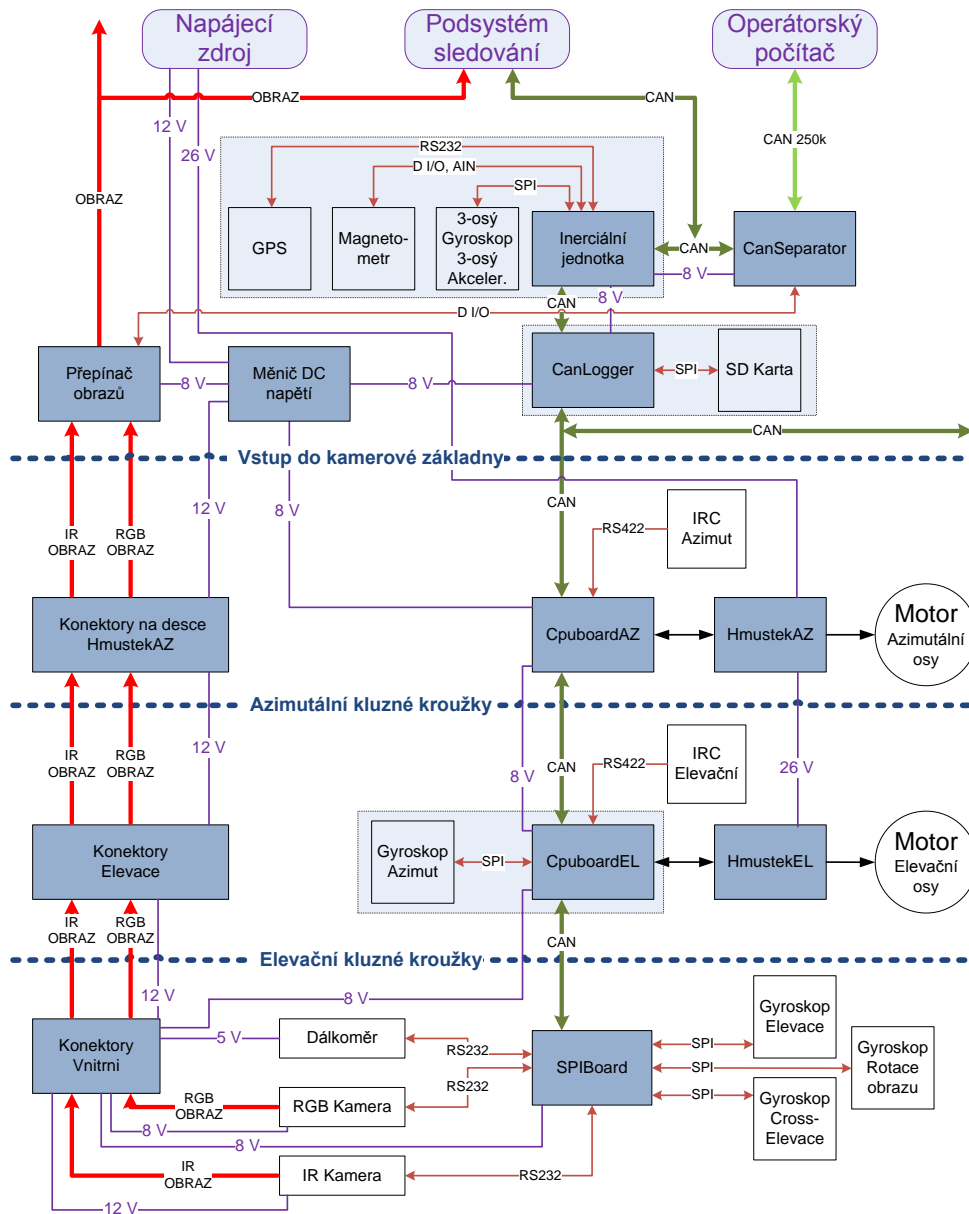 Napájecí
zdroj
Podsystém
sledování
Operátorský
počítač
OBRAZ
CAN
12 V
26 V
CAN 250k
RS232
D I/O, AIN
SPI
OBRAZ
GPS
Magneto-
metr
3-osý
Gyroskop
3-osý
Akceler.
Inerciální
jednotka
CAN
CanSeparator
8 V
8 V
CAN
D I/O
Přepínač
obrazů
8 V
Měnič DC
napětí
8 V
CanLogger
SPI
SD Karta
CAN
Vstup do kamerové základny
12 V
8 V
CAN
IR
OBRAZ
RGB
OBRAZ
RS422
IRC
Azimut
Konektory na desce
HmustekAZ
CpuboardAZ
HmustekAZ
Motor
Azimutální
osy
Azimutální kluzné kroužky
IR
OBRAZ
RGB
OBRAZ
12 V
8 V
CAN
RS422
IRC
Elevační
26 V
Konektory
Elevace
Gyroskop
Azimut
SPI
CpuboardEL
HmustekEL
Motor
Elevační
osy
IR
OBRAZ
RGB
OBRAZ
CAN
Elevační kluzné kroužky
12 V
8 V
Konektory
Vnitrni
5 V
Dálkoměr
RS232
SPIBoard
SPI
Gyroskop
Elevace
SPI
Gyroskop
Rotace
obrazu
RS232
RGB
OBRAZ
RGB Kamera
SPI
Gyroskop
Cross-
Elevace
8 V
8 V
IR
OBRAZ
IR Kamera
RS232
12 V